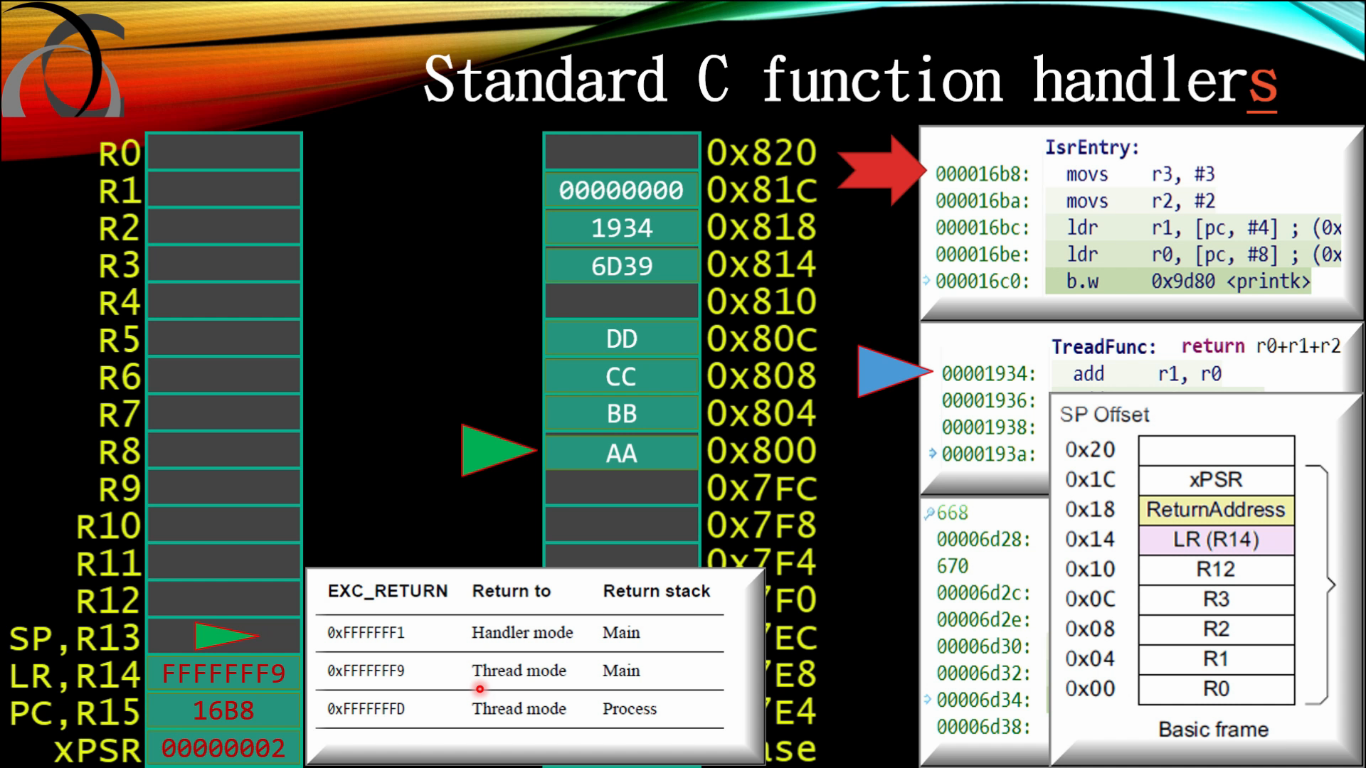 Standard C function handlers
R0
R1
R2
R3
R4
R5
R6
R7
R8
R9
R10
R11
R12
SP,R13
LR,R14 FFFFFFF9
PC,R15 16B8
xPSR 00000002
0x820
00000000 0x81C
1934 0x818
6D39 0x814
0x810
DD 0x80C
CC 0x808
BB 0x804
AA 0x800
0x7FC
0x7F8
0x7F4
7F0
7EC
7E8
7E4
ase
EXC_RETURN Return to Return stack
0xFFFFFFF1 Handler mode Main
0xFFFFFFF9 Thread mode Main
0xFFFFFFFD Thread mode Process
IsrEntry:
000016b8: movs r3, #3
000016ba: movs r2, #2
000016bc: ldr r1, [pc, #4] ; (0x
000016be: ldr r0, [pc, #8] ; (0x
000016c0: b.w 0x9d80 <printk>
TreadFunc: return r0+r1+r2
00001934: add r1, r0
00001936:
00001938:
0000193a:
668
00006d28:
670
00006d2c:
00006d2e:
00006d30:
00006d32:
00006d34:
00006d38:
SP Offset
0x20
0x1C xPSR
0x18 ReturnAddress
0x14 LR (R14)
0x10 R12
0x0C R3
0x08 R2
0x04 R1
0x00 R0
Basic frame